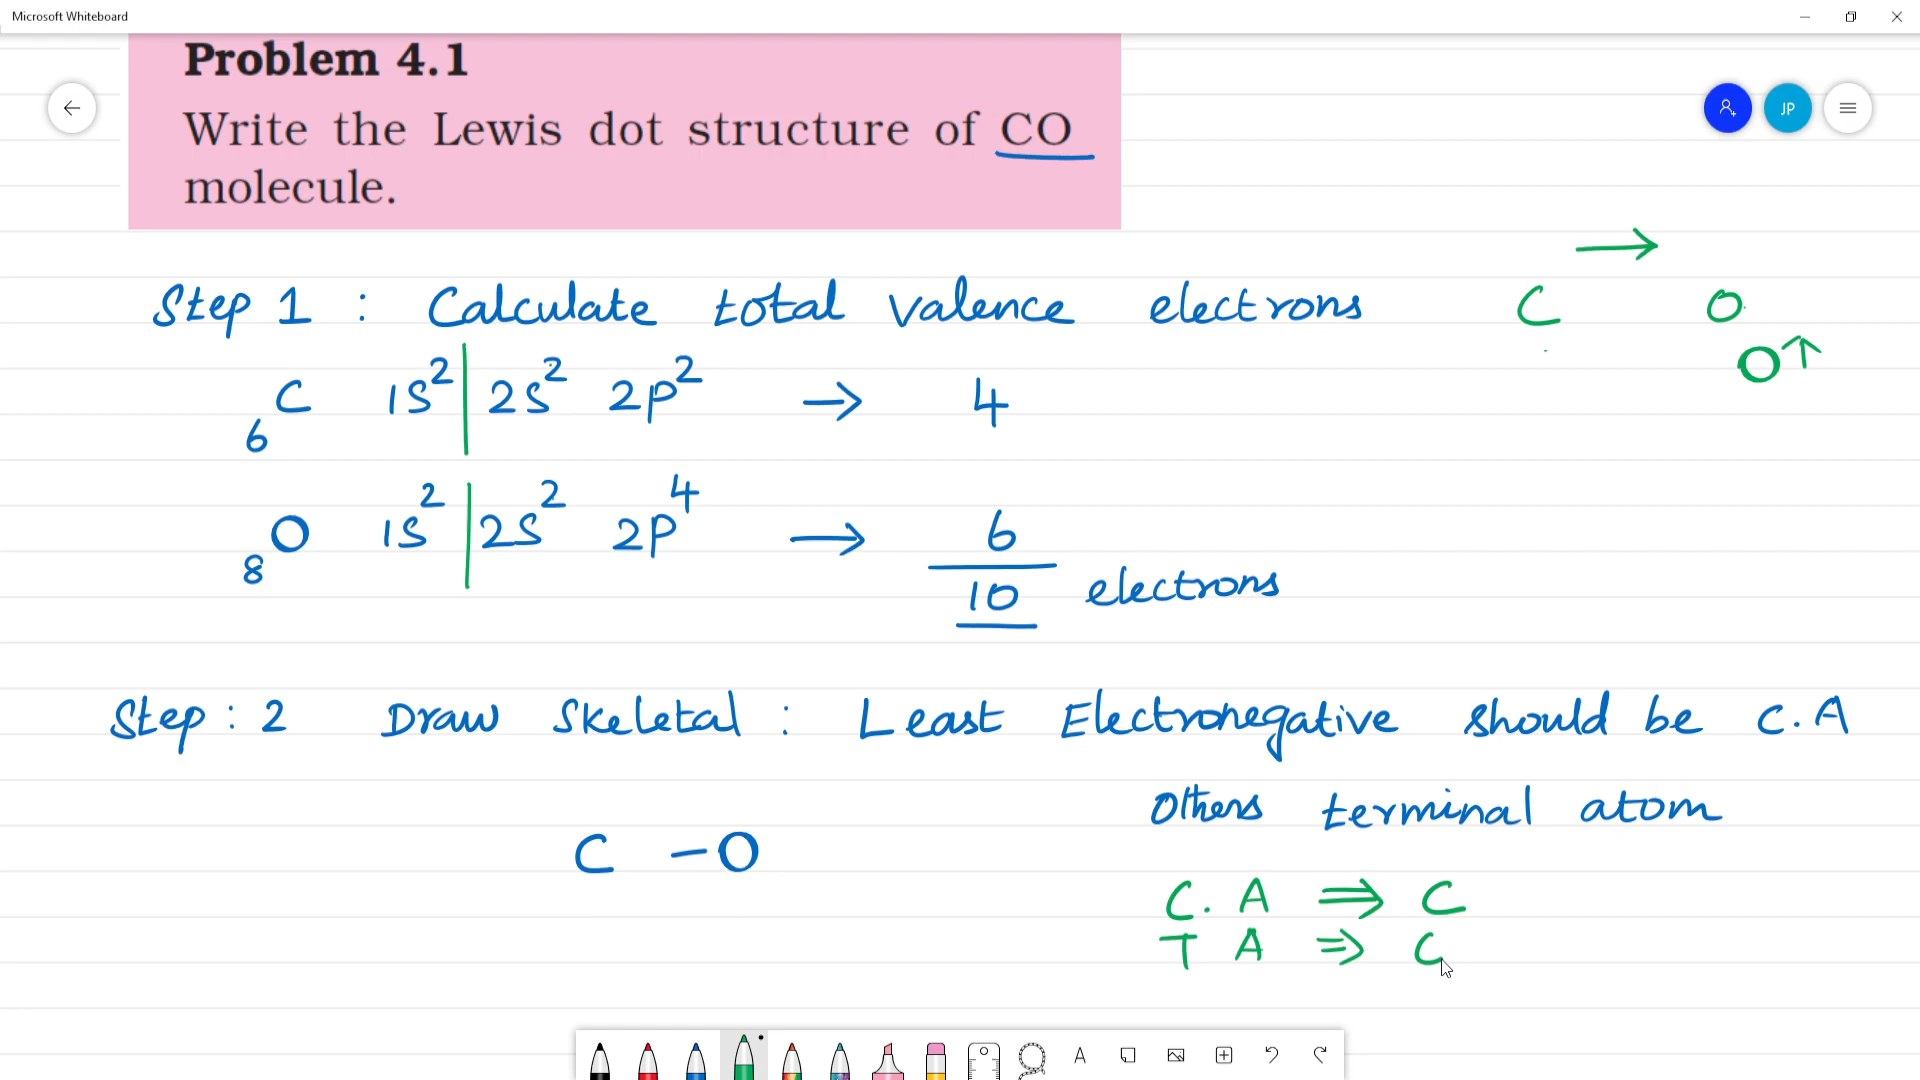 Microsoft Whiteboard
Problem 4.1
Write the Lewis dot structure of CO
molecule.
JP
Step 1 : Calculate total valence electrons
C O
O↑
6C 1s² 2s² 2p² → 4
8O 1s² 2s² 2p⁴ → 6
10 electrons
Step : 2 Draw Skeletal : Least Electronegative should be C.A
Others terminal atom
C – O
C. A ⇒ C
T A ⇒ C
A